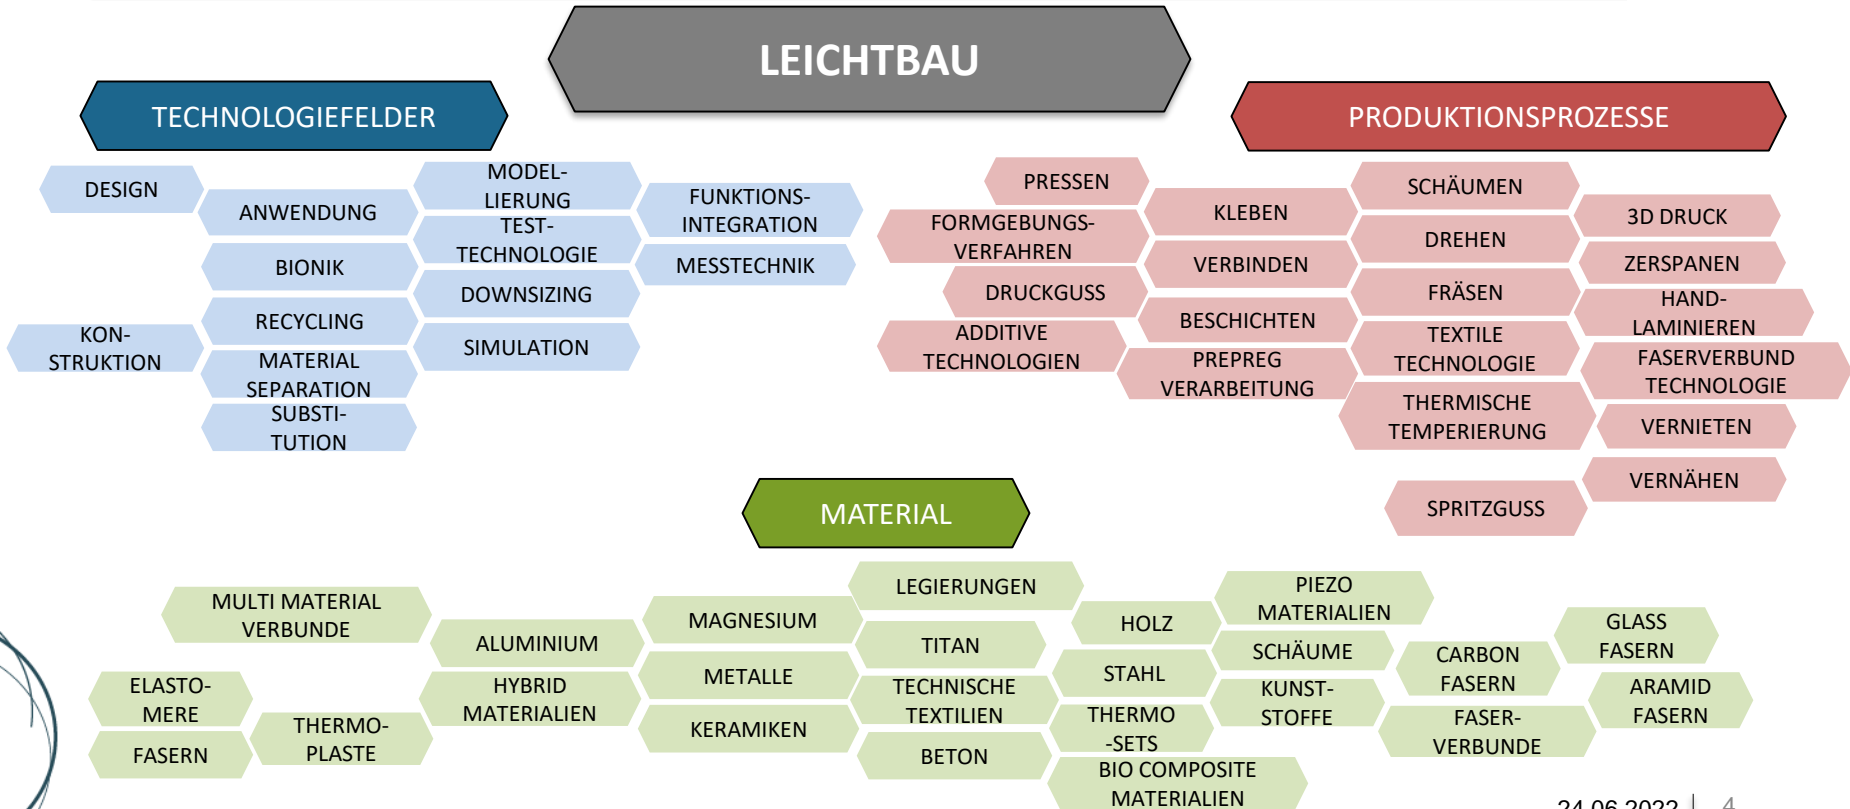 LEICHTBAU
TECHNOLOGIEFELDER
DESIGN
ANWENDUNG
MODEL-
LIERUNG
FUNKTIONS-
INTEGRATION
TEST-
TECHNOLOGIE
BIONIK
MESSTECHNIK
DOWNSIZING
RECYCLING
KON-
STRUKTION
SIMULATION
MATERIAL
SEPARATION
SUBSTI-
TUTION
PRODUKTIONSPROZESSE
PRESSEN
SCHÄUMEN
KLEBEN
3D DRUCK
FORMGEBUNGS-
VERFAHREN
DREHEN
VERBINDEN
ZERSPANEN
DRUCKGUSS
FRÄSEN
HAND-
LAMINIEREN
BESCHICHTEN
ADDITIVE
TECHNOLOGIEN
TEXTILE
TECHNOLOGIE
PREPREG
VERARBEITUNG
FASERVERBUND
TECHNOLOGIE
THERMISCHE
TEMPERIERUNG
VERNIETEN
VERNÄHEN
SPRITZGUSS
MATERIAL
MULTI MATERIAL
VERBUNDE
LEGIERUNGEN
PIEZO
MATERIALIEN
MAGNESIUM
HOLZ
GLASS
FASERN
ALUMINIUM
TITAN
SCHÄUME
CARBON
FASERN
METALLE
STAHL
ELASTO-
MERE
HYBRID
MATERIALIEN
TECHNISCHE
TEXTILIEN
KUNST-
STOFFE
ARAMID
FASERN
THERMO-
PLASTE
KERAMIKEN
THERMO
-SETS
FASER-
VERBUNDE
FASERN
BETON
BIO COMPOSITE
MATERIALIEN
24.06.2022
4